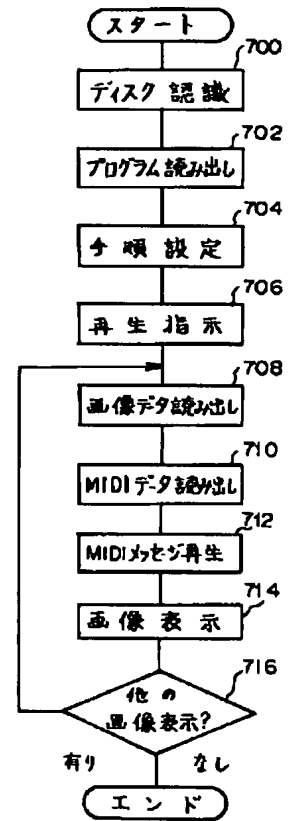 スタート
700
ディスク認識
702
プログラム読み出し
704
手順設定
706
再生指示
708
画像データ読み出し
710
MIDIデータ読み出し
712
MIDIメッセジ再生
714
画像表示
716
他の
画像表示?
有り なし
エンド